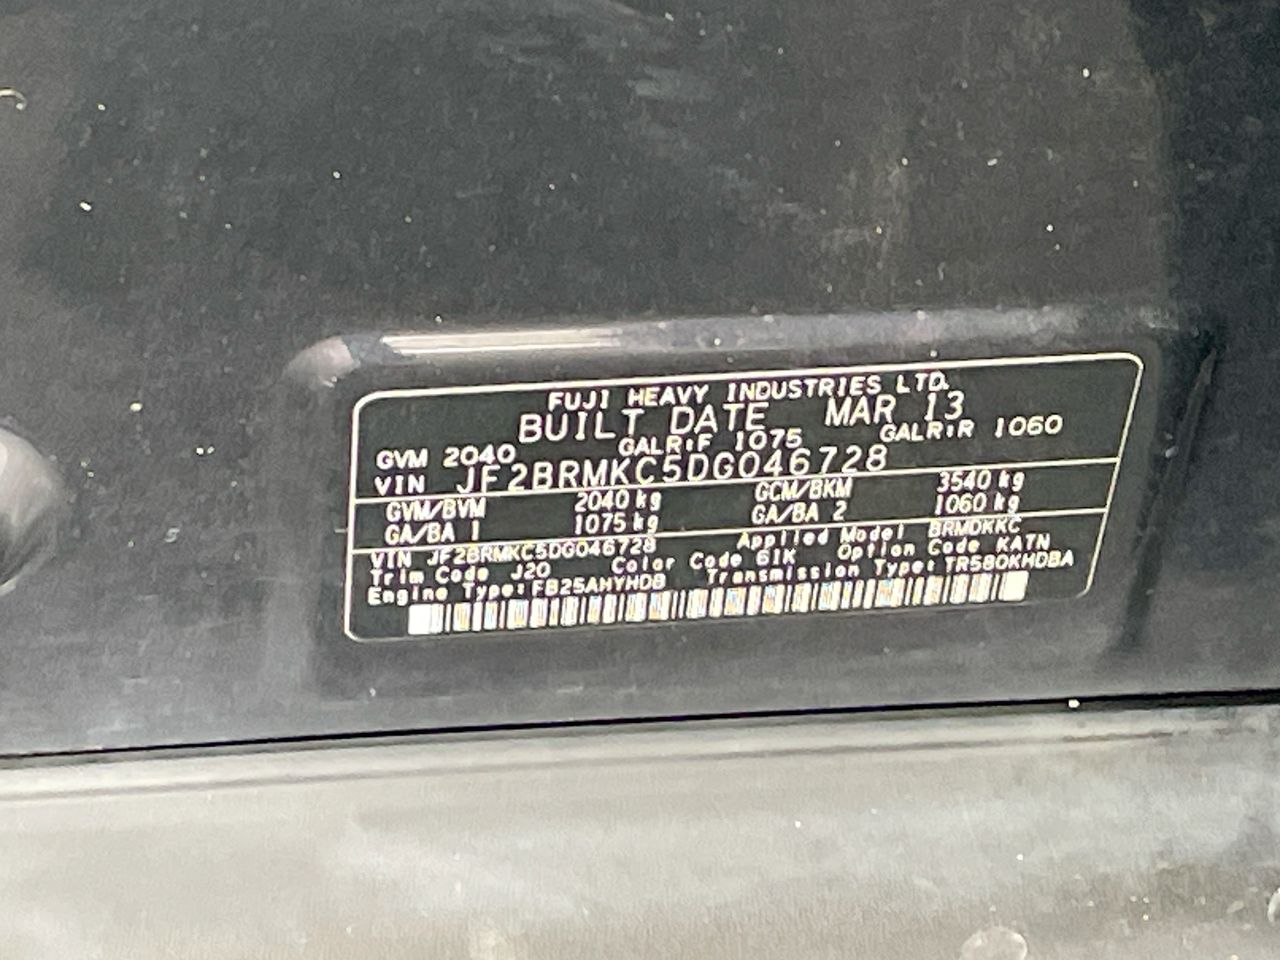 FUJI HEAVY INDUSTRIES LTD.
BUILT DATE MAR 13
GVM 2040 GALR:F 1075 GALR:R 1060
VIN JF2BRMKC5DG046728
GVM/BVM 2040 kg GCM/BKM 3540 kg
GA/BA 1 1075 kg GA/BA 2 1060 kg
VIN JF2BRMKC5DG046728 Applied Model BRMDKKC
Trim Code J20 Color Code 61K Option Code KATN
Engine Type: FB25AHYHDB Transmission Type: TR580KHDBA